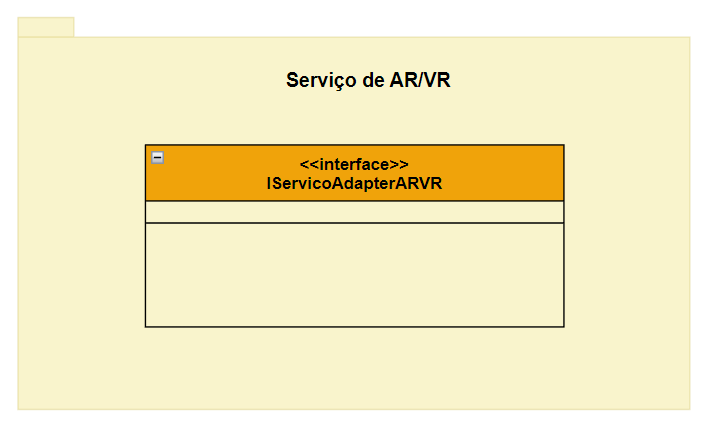 Serviço de AR/VR
<<interface>>
IServicoAdapterARVR